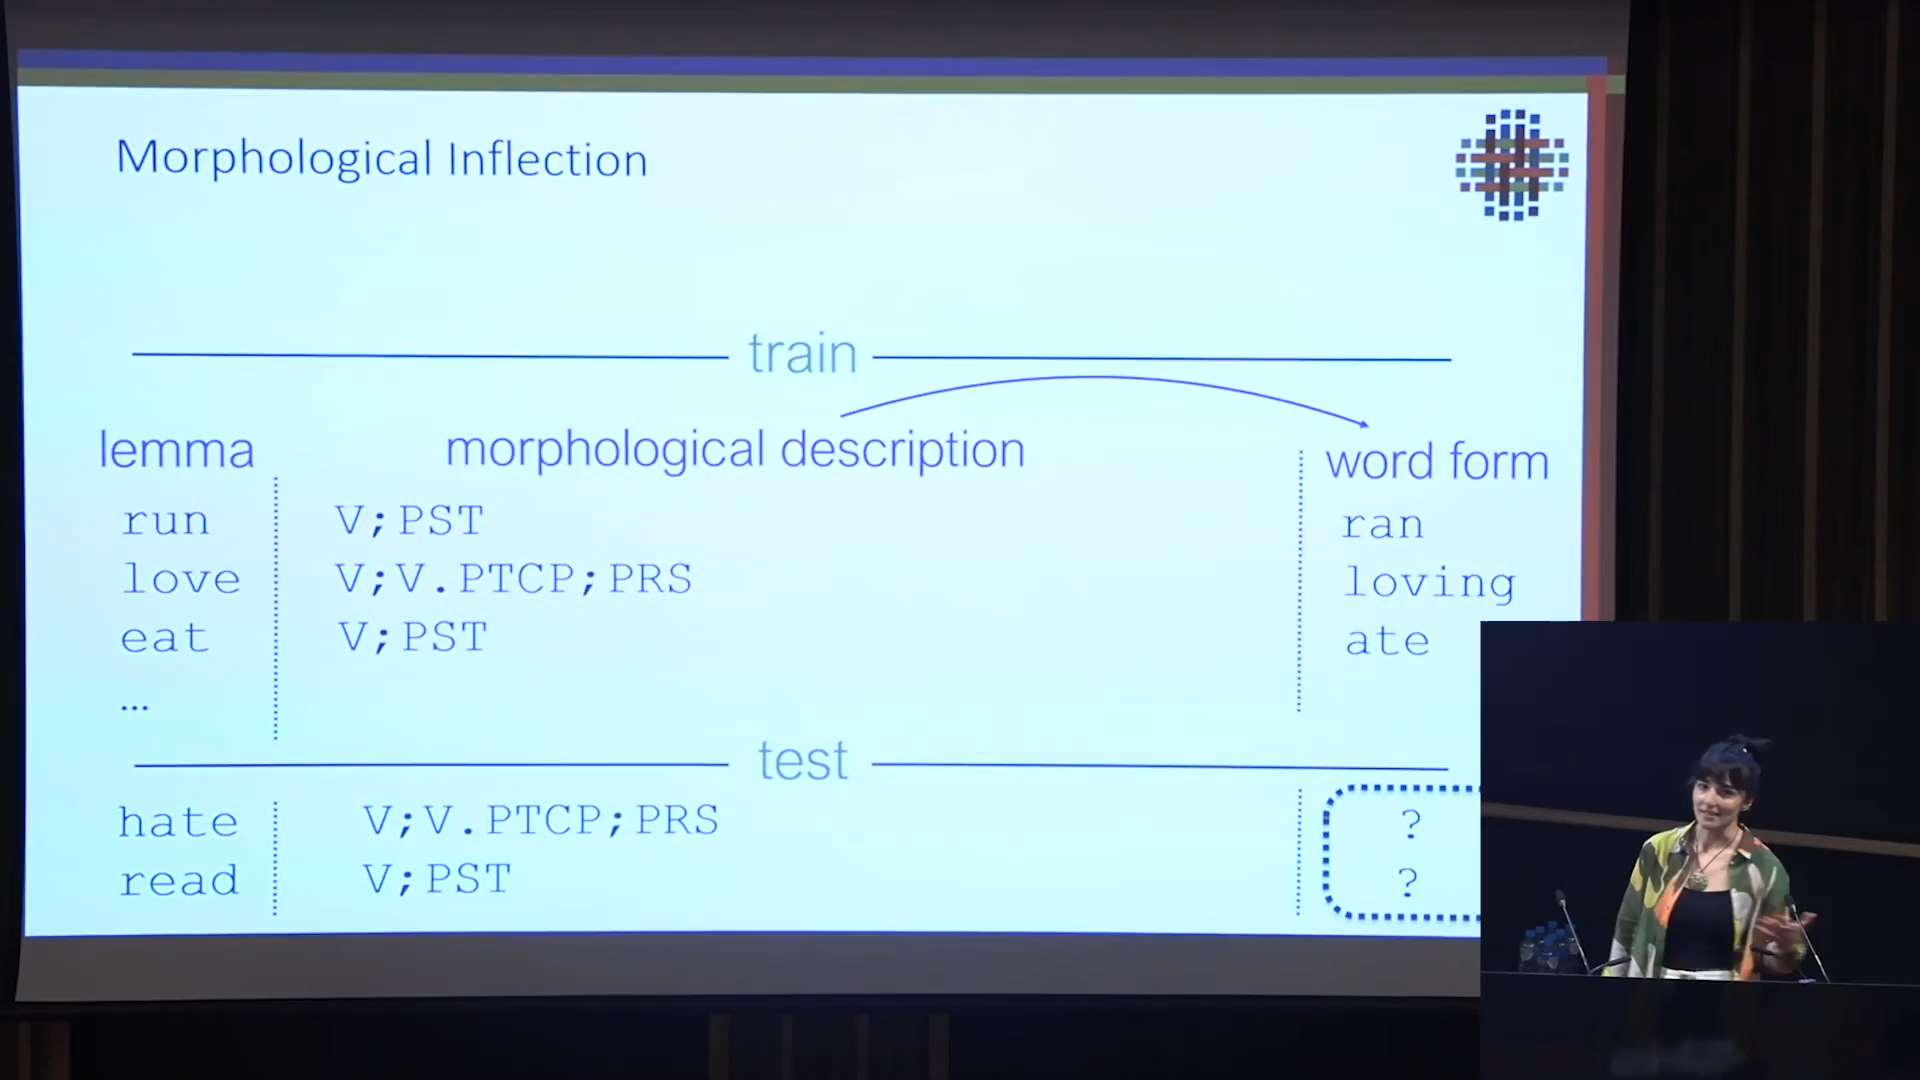 Morphological Inflection
train
lemma morphological description word form
run V;PST ran
love V;V.PTCP;PRS loving
eat V;PST ate
…
test
hate V;V.PTCP;PRS ?
read V;PST ?